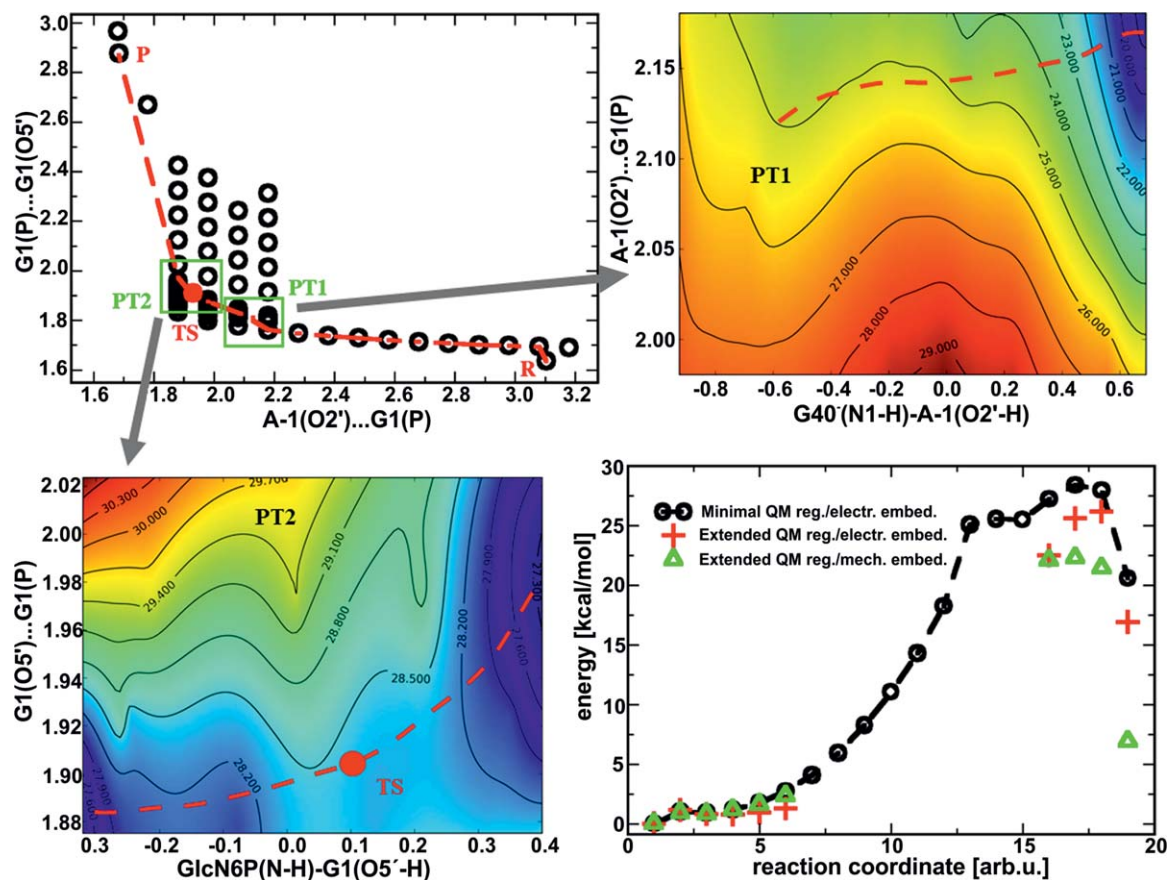 3.0
2.8
2.6
2.4
2.2
2.0
1.8
1.6
G1(P)...G1(O5')
P
PT2
TS
PT1
R
1.6 1.8 2.0 2.2 2.4 2.6 2.8 3.0 3.2
A-1(O2')...G1(P)
2.15
2.10
2.05
2.00
A-1(O2')...G1(P)
PT1
23.000
20.000
21.000
24.000
22.000
25.000
27.000
26.000
28.000
29.000
-0.8 -0.6 -0.4 -0.2 0.0 0.2 0.4 0.6
G40-(N1-H)-A-1(O2'-H)
2.02
2.00
1.98
1.96
1.94
1.92
1.90
1.88
G1(O5')...G1(P)
30.300
30.000
29.700
PT2
29.400
29.100
28.800
28.500
28.200
27.900
27.600
27.300
28.200
27.900
27.600
TS
0.3 -0.2 -0.1 0.0 0.1 0.2 0.3 0.4
GlcN6P(N-H)-G1(O5´-H)
30
25
20
15
10
5
0
energy [kcal/mol]
Minimal QM reg./electr. embed.
Extended QM reg./electr. embed.
Extended QM reg./mech. embed.
0 5 10 15 20
reaction coordinate [arb.u.]